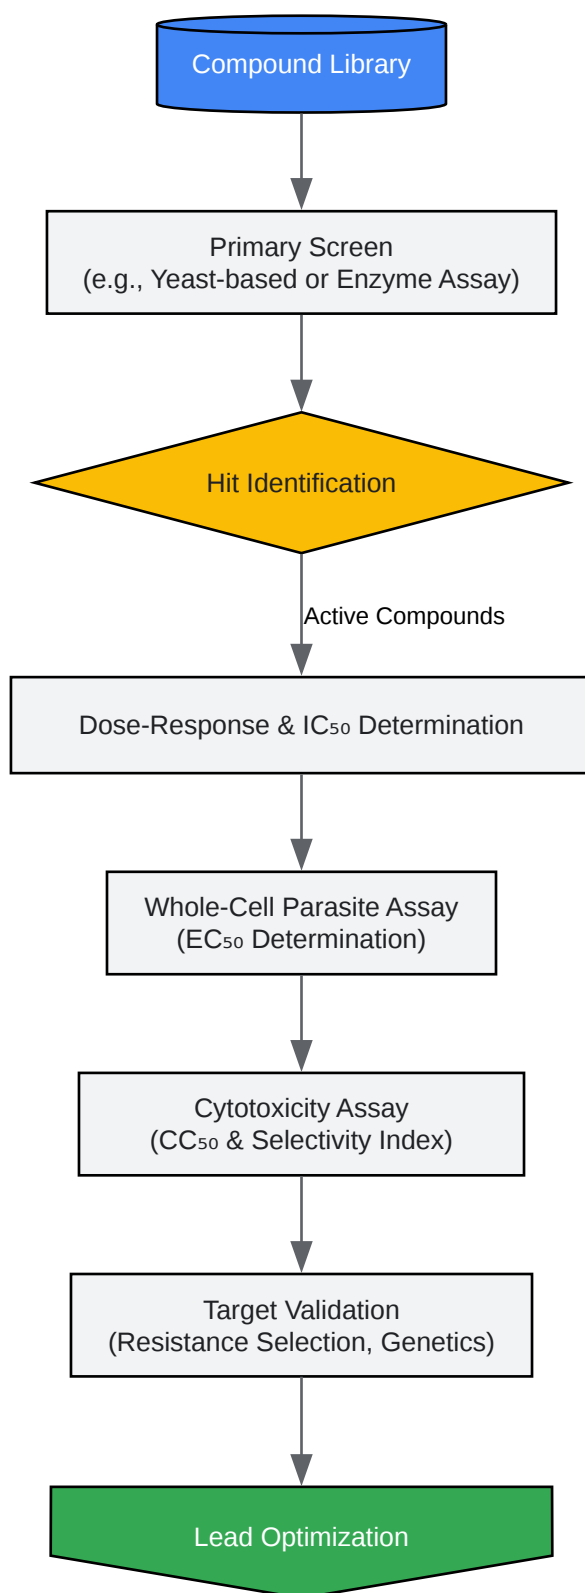 Compound Library
Primary Screen
(e.g., Yeast-based or Enzyme Assay)
Hit Identification
Active Compounds
Dose-Response & IC₅₀ Determination
Whole-Cell Parasite Assay
(EC₅₀ Determination)
Cytotoxicity Assay
(CC₅₀ & Selectivity Index)
Target Validation
(Resistance Selection, Genetics)
Lead Optimization